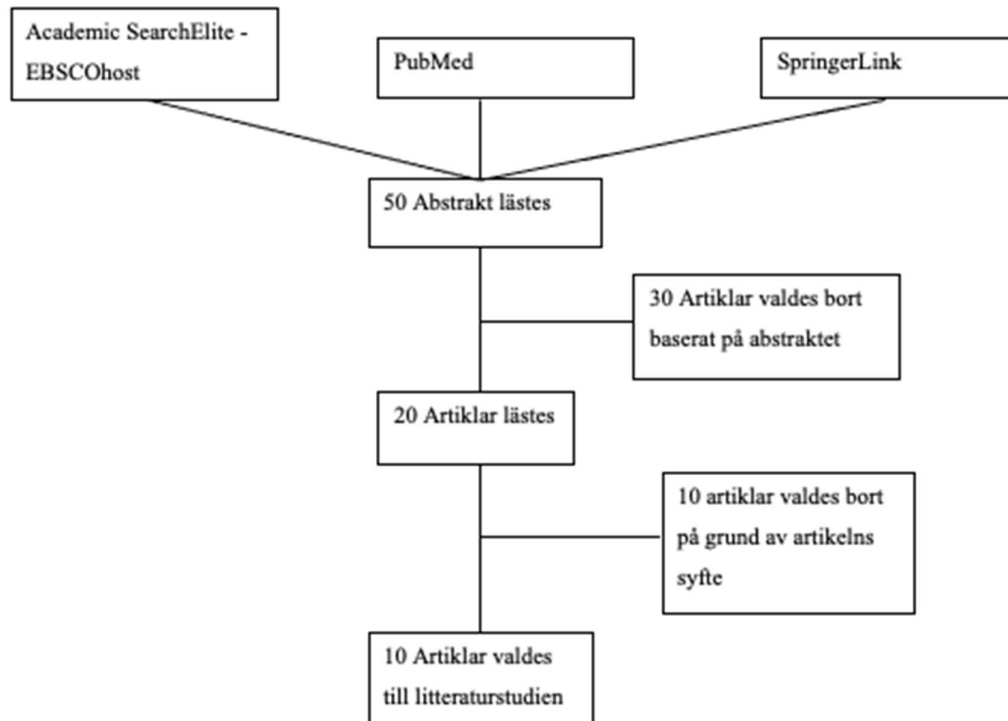 Academic SearchElite -
EBSCOhost
PubMed
SpringerLink
50 Abstrakt lästes
30 Artiklar valdes bort
baserat på abstraktet
20 Artiklar lästes
10 artiklar valdes bort
på grund av artikelns
syfte
10 Artiklar valdes
till litteraturstudien